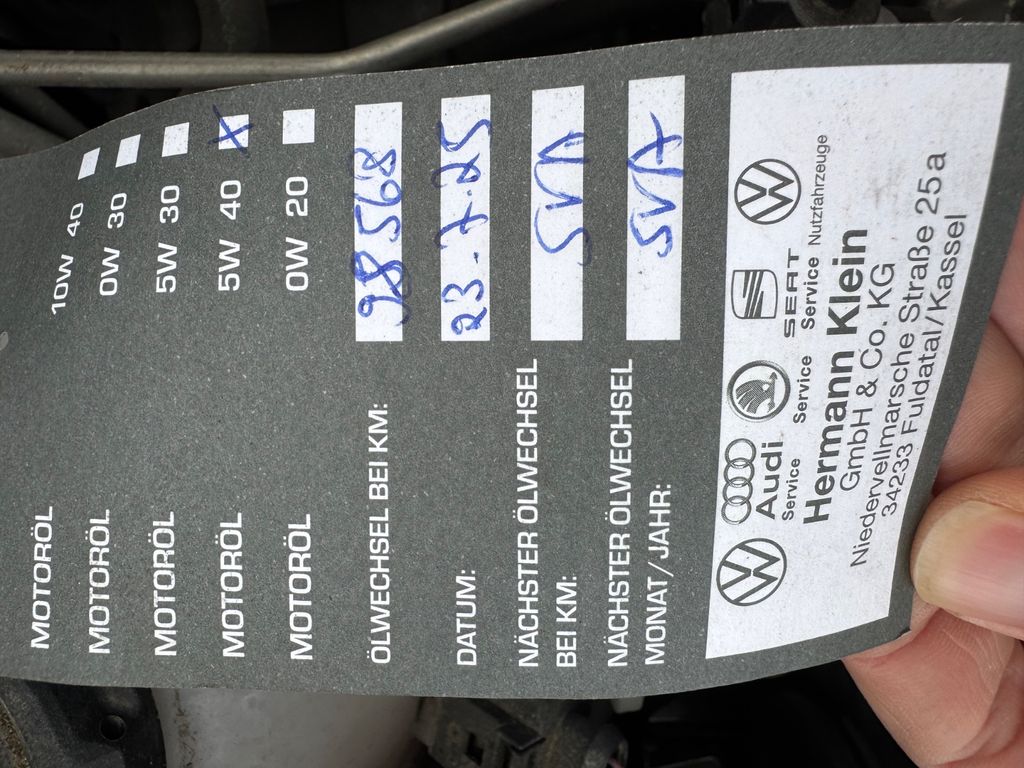 MOTORÖL 10W 40
MOTORÖL 0W 30
MOTORÖL 5W 30
MOTORÖL 5W 40 X
MOTORÖL 0W 20
ÖLWECHSEL BEI KM: 98568
DATUM: 23-7-25
NÄCHSTER ÖLWECHSEL
BEI KM: SVA
NÄCHSTER ÖLWECHSEL
MONAT / JAHR: SVA
Audi SEAT
Service Service Service Nutzfahrzeuge
Hermann Klein
GmbH & Co. KG
Niedervellmarsche Straße 25a
34233 Fuldatal/Kassel